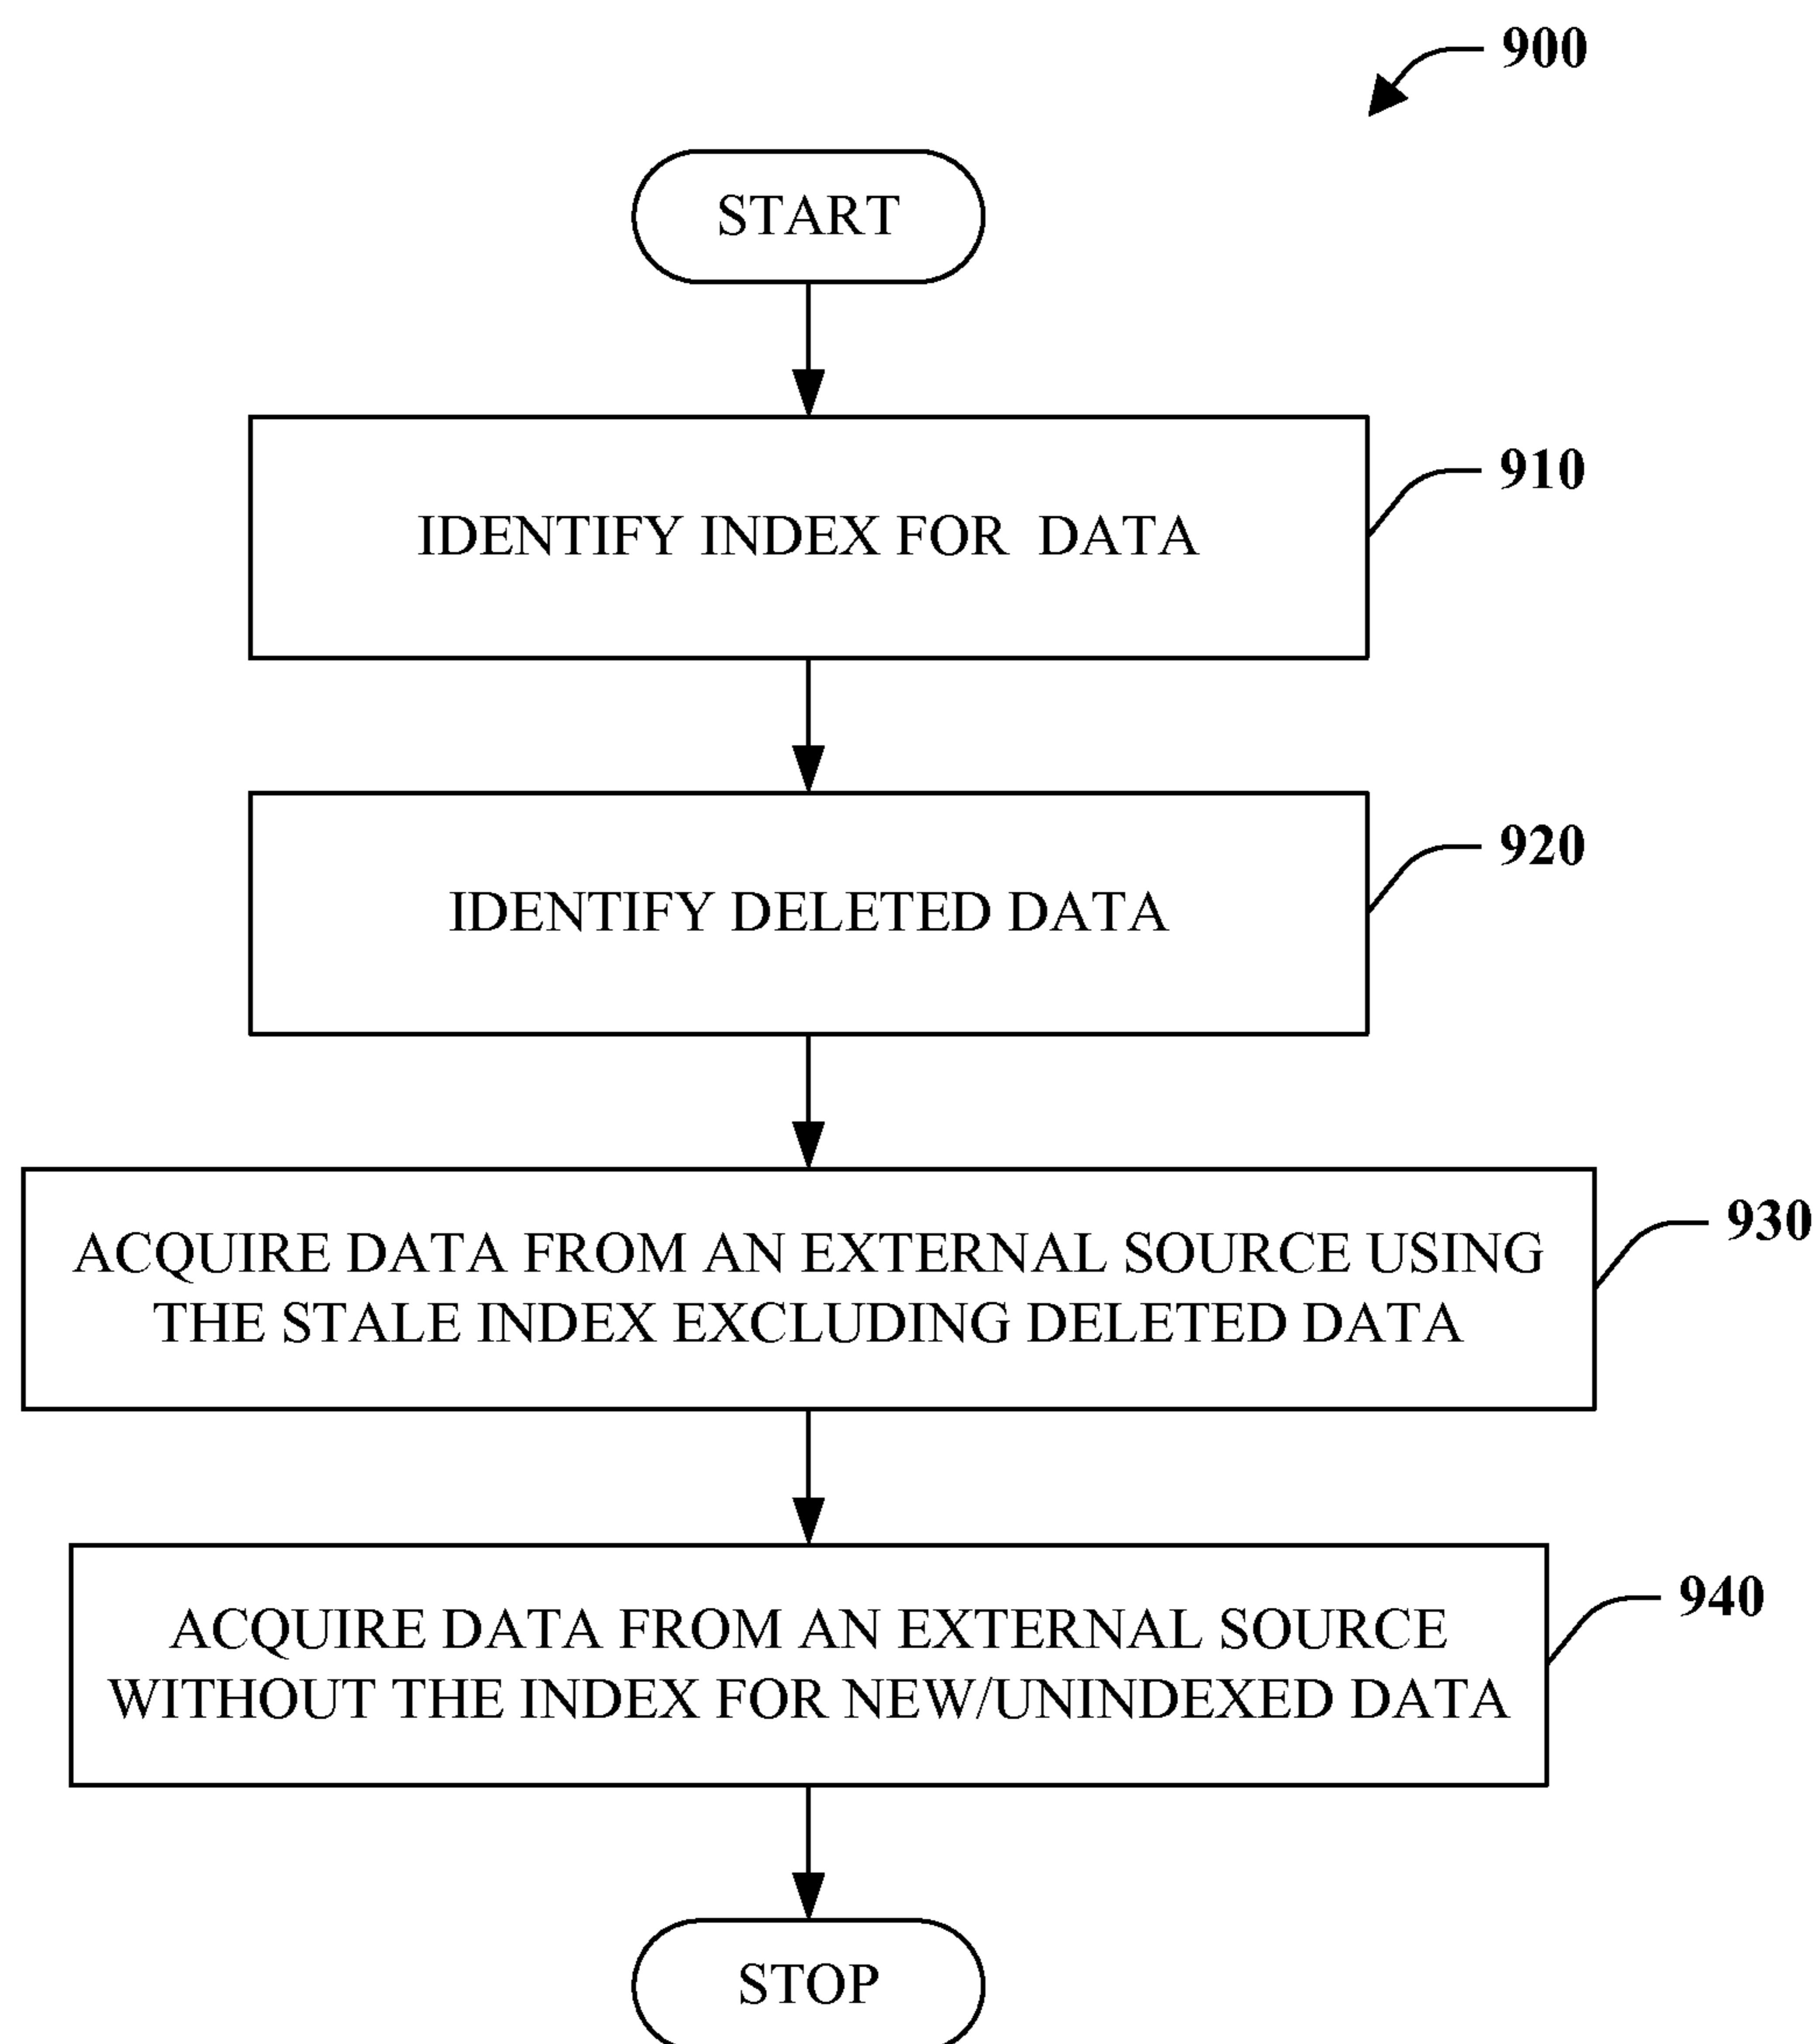 900
START
IDENTIFY INDEX FOR DATA
910
IDENTIFY DELETED DATA
920
ACQUIRE DATA FROM AN EXTERNAL SOURCE USING
THE STALE INDEX EXCLUDING DELETED DATA
930
ACQUIRE DATA FROM AN EXTERNAL SOURCE
WITHOUT THE INDEX FOR NEW/UNINDEXED DATA
940
STOP